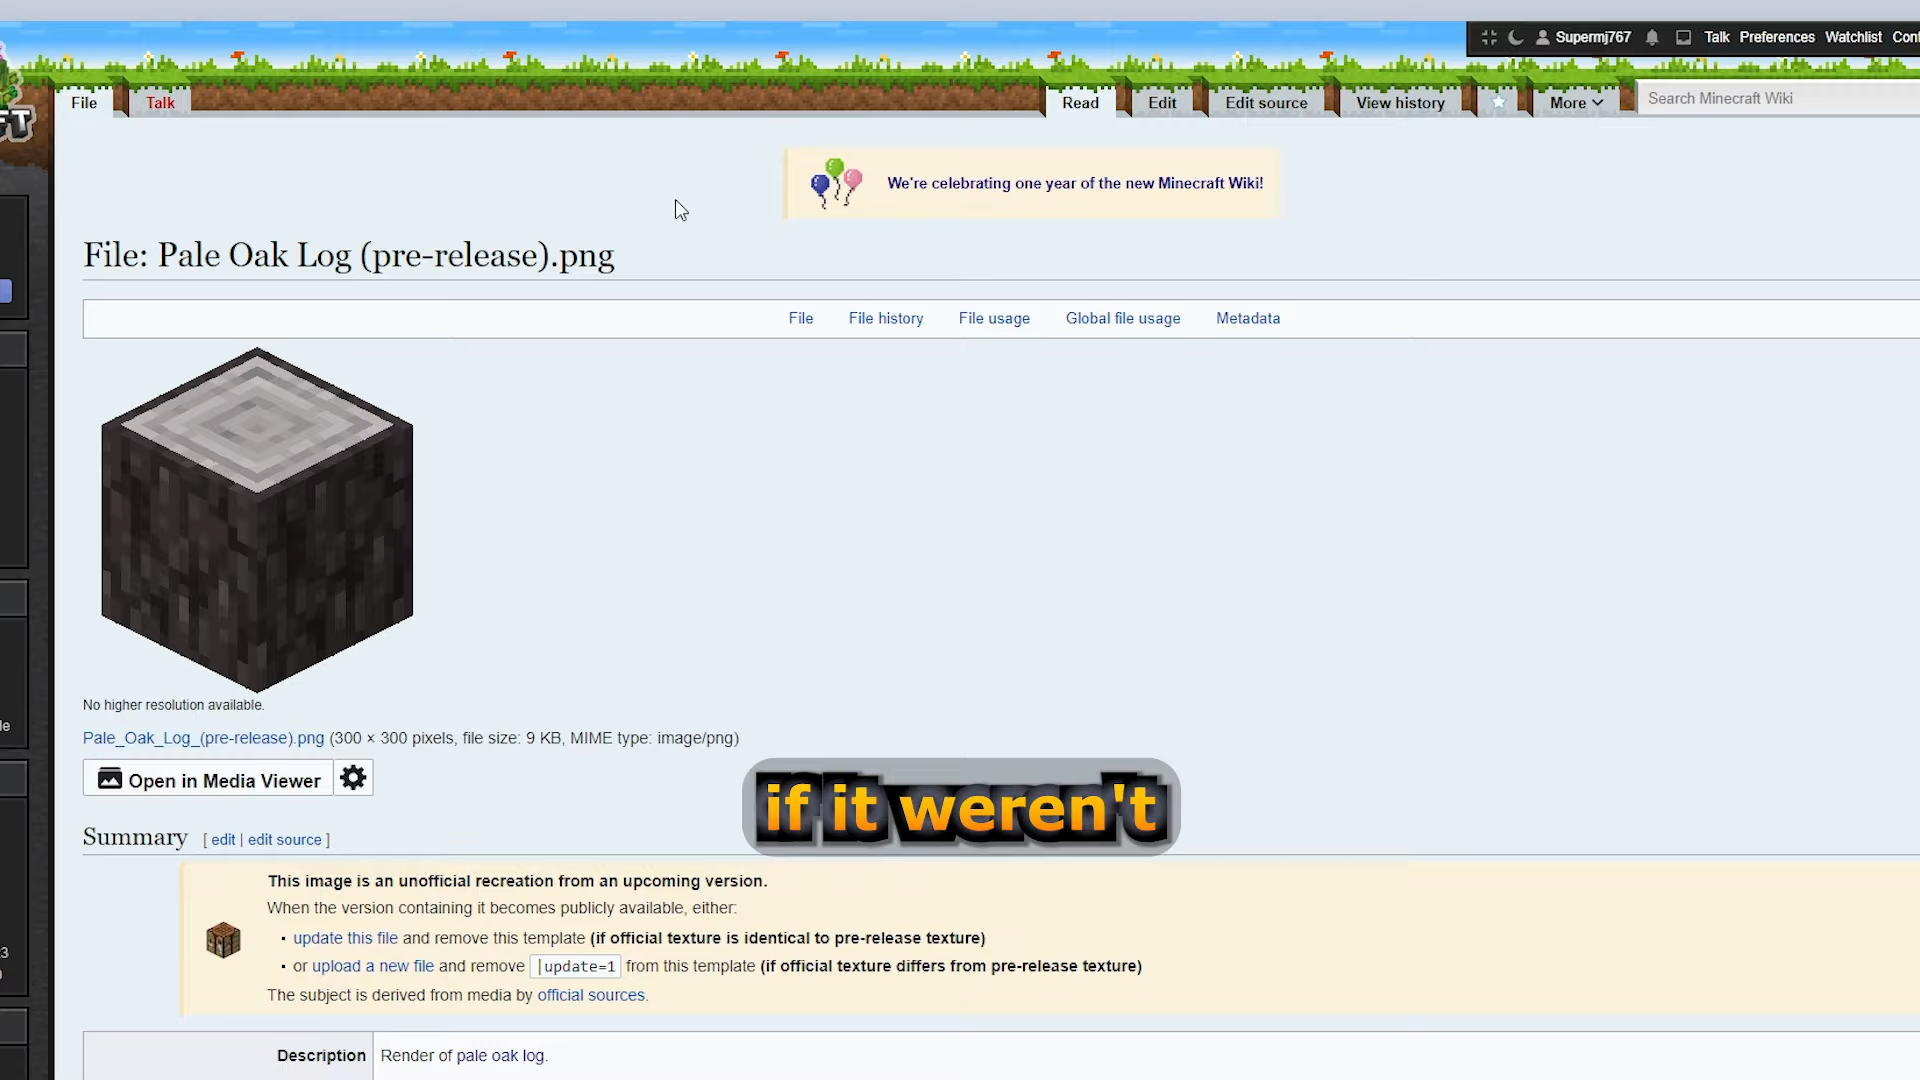 Supermj767 Talk Preferences Watchlist Cont
File Talk Read Edit Edit source View history More Search Minecraft Wiki
We're celebrating one year of the new Minecraft Wiki!
File: Pale Oak Log (pre-release).png
File File history File usage Global file usage Metadata
No higher resolution available.
Pale_Oak_Log_(pre-release).png (300 × 300 pixels, file size: 9 KB, MIME type: image/png)
Open in Media Viewer
if it weren't
Summary [ edit | edit source ]
This image is an unofficial recreation from an upcoming version.
When the version containing it becomes publicly available, either:
▪ update this file and remove this template (if official texture is identical to pre-release texture)
▪ or upload a new file and remove |update=1 from this template (if official texture differs from pre-release texture)
The subject is derived from media by official sources.
Description Render of pale oak log.